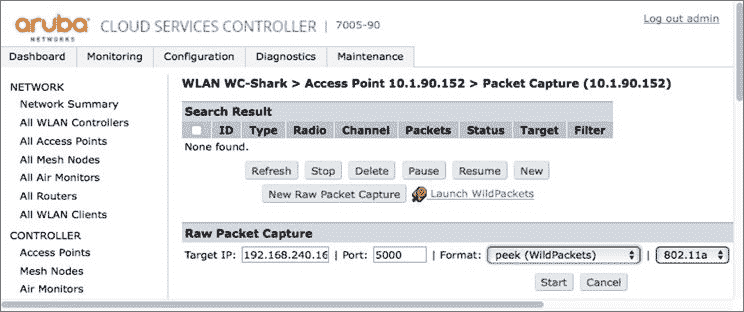 aruba NETWORKS CLOUD SERVICES CONTROLLER | 7005-90 Log out admin
Dashboard Monitoring Configuration Diagnostics Maintenance
NETWORK
Network Summary
All WLAN Controllers
All Access Points
All Mesh Nodes
All Air Monitors
All Routers
All WLAN Clients
CONTROLLER
Access Points
Mesh Nodes
Air Monitors
WLAN WC-Shark > Access Point 10.1.90.152 > Packet Capture (10.1.90.152)
Search Result
ID Type Radio Channel Packets Status Target Filter
None found.
Refresh Stop Delete Pause Resume New
New Raw Packet Capture Launch WildPackets
Raw Packet Capture
Target IP: 192.168.240.16 | Port: 5000 | Format: peek (WildPackets) | 802.11a
Start Cancel